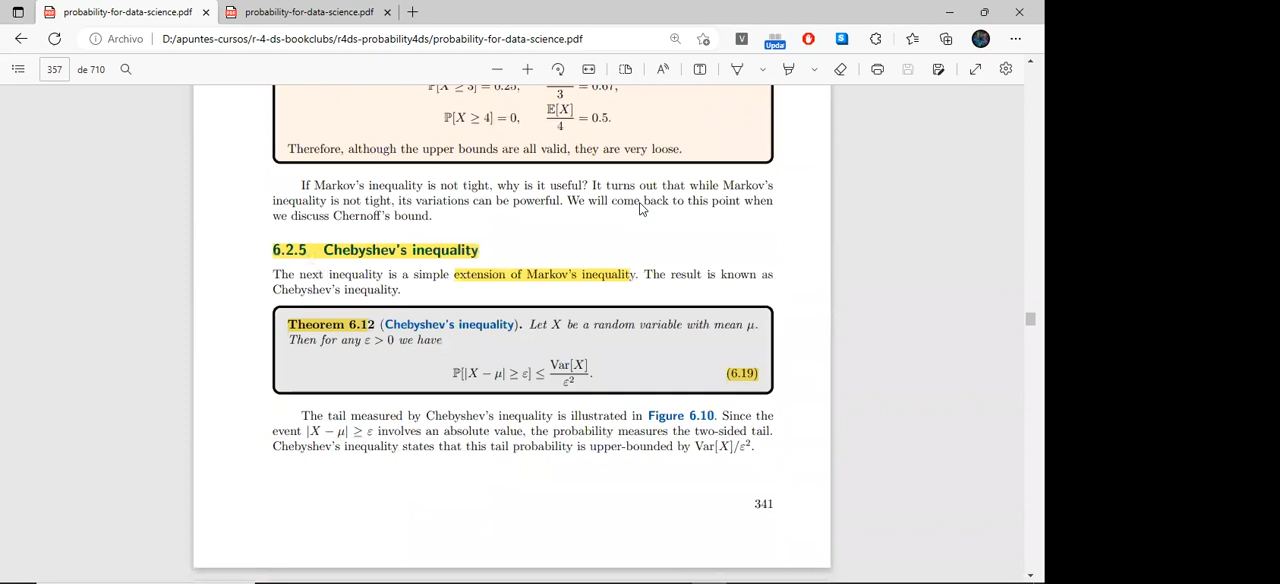 probability-for-data-science.pdf
probability-for-data-science.pdf
Archivo D:/apuntes-cursos/r-4-ds-bookclubs/r4ds-probability4ds/probability-for-data-science.pdf
V
Updat
S
357 de 710
3 = 0.67,
ℙ[X ≥ 4] = 0, 𝔼[X]/4 = 0.5.
Therefore, although the upper bounds are all valid, they are very loose.
If Markov's inequality is not tight, why is it useful? It turns out that while Markov's
inequality is not tight, its variations can be powerful. We will come back to this point when
we discuss Chernoff's bound.
6.2.5 Chebyshev's inequality
The next inequality is a simple extension of Markov's inequality. The result is known as
Chebyshev's inequality.
Theorem 6.12 (Chebyshev's inequality). Let X be a random variable with mean μ.
Then for any ε > 0 we have
ℙ[|X − μ| ≥ ε] ≤ Var[X]/ε². (6.19)
The tail measured by Chebyshev's inequality is illustrated in Figure 6.10. Since the
event |X − μ| ≥ ε involves an absolute value, the probability measures the two-sided tail.
Chebyshev's inequality states that this tail probability is upper-bounded by Var[X]/ε².
341